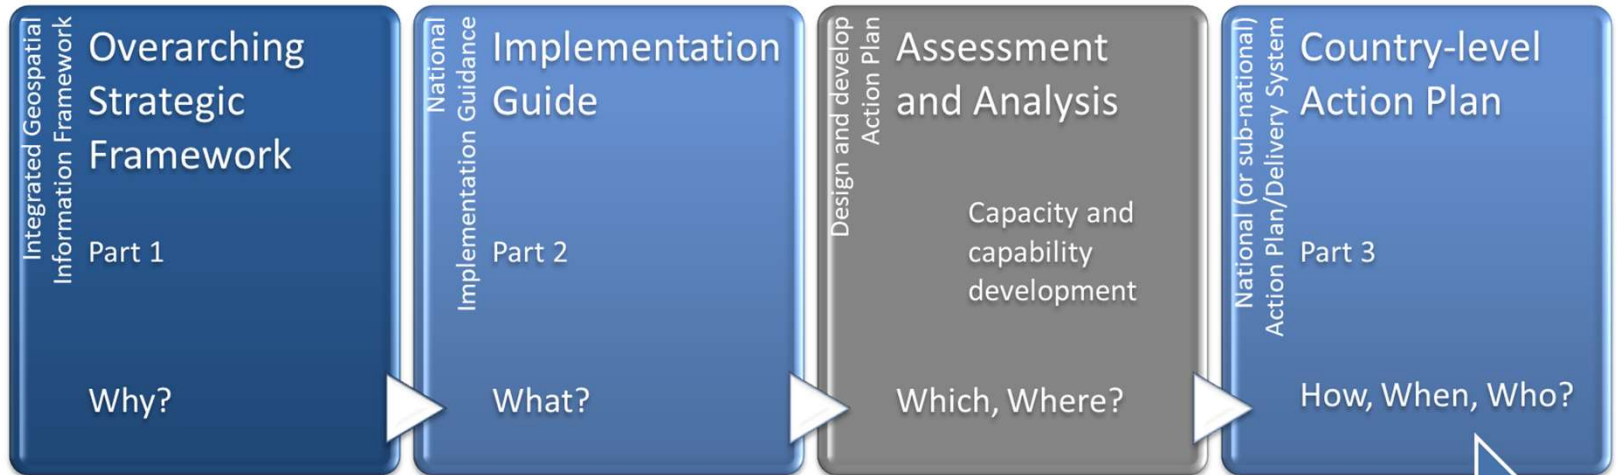 Integrated Geospatial
Information Framework
Overarching
Strategic
Framework
Part 1
Why?
National
Implementation Guidance
Implementation
Guide
Part 2
What?
Design and develop
Action Plan
Assessment
and Analysis
Capacity and
capability
development
Which, Where?
National (or sub-national)
Action Plan/Delivery System
Country-level
Action Plan
Part 3
How, When, Who?